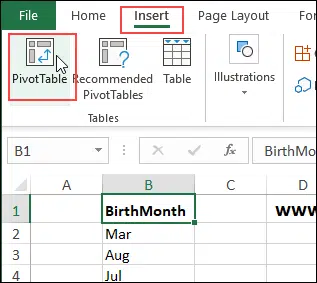 File Home Insert Page Layout
PivotTable Recommended PivotTables Table Illustrations
Tables
B1 fx BirthMo
A B C D
1 BirthMonth www
2 Mar
3 Aug
4 Jul